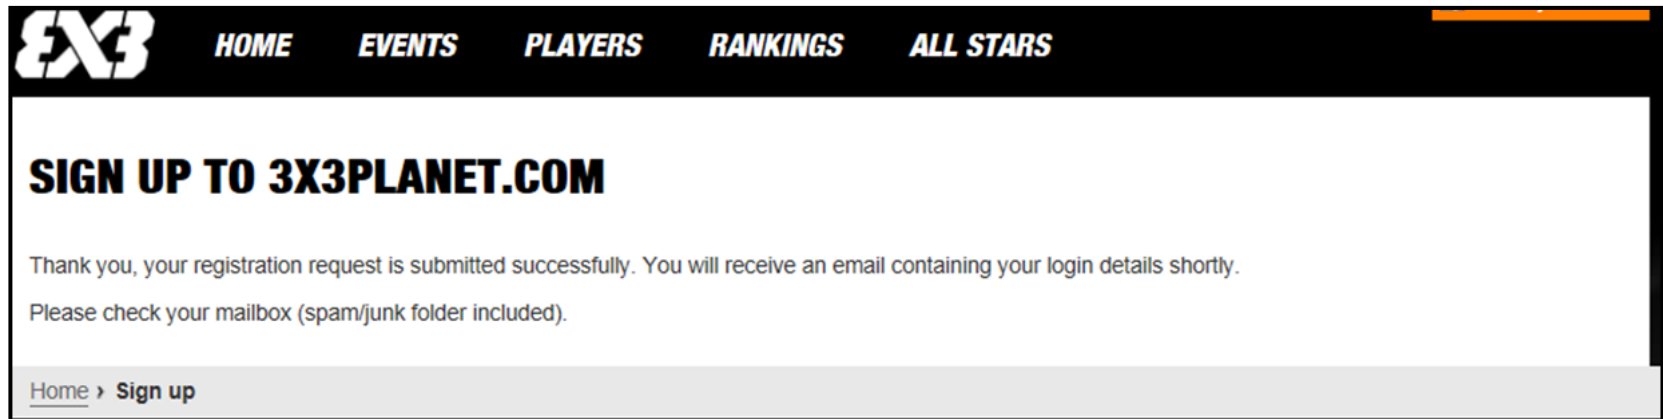 3X3
HOME EVENTS PLAYERS RANKINGS ALL STARS
SIGN UP TO 3X3PLANET.COM
Thank you, your registration request is submitted successfully. You will receive an email containing your login details shortly.
Please check your mailbox (spam/junk folder included).
Home › Sign up